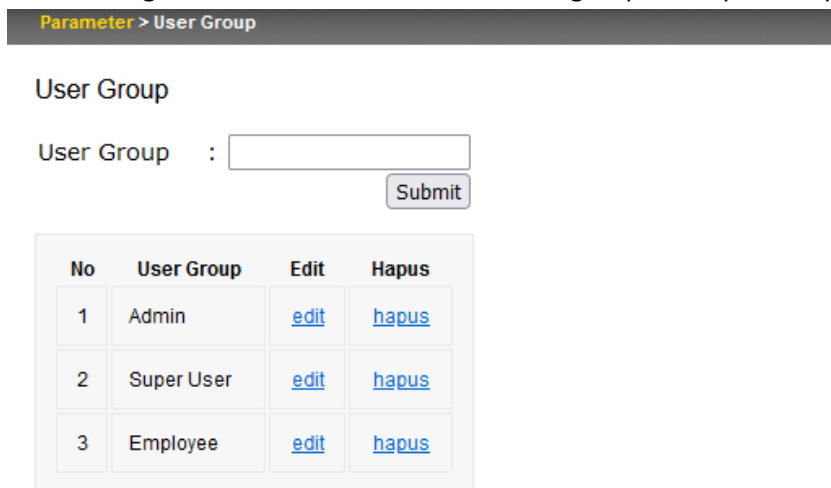 Parameter > User Group
User Group
User Group :
Submit
No User Group Edit Hapus
1 Admin edit hapus
2 Super User edit hapus
3 Employee edit hapus